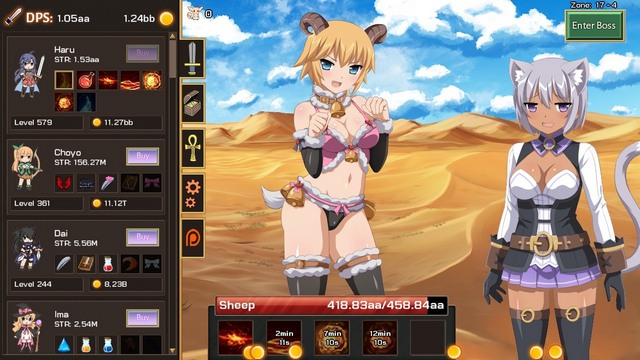 DPS: 1.05aa
1.24bb
0
Zone: 17 - 4
Enter Boss
Haru
STR: 1.53aa
Buy
Level 579
11.27bb
Choyo
STR: 156.27M
Buy
Level 361
11.12T
Dai
STR: 5.56M
Buy
Level 244
8.23B
Ima
STR: 2.54M
Buy
Sheep
418.83aa/458.84aa
2min
11s
7min
10s
12min
10s